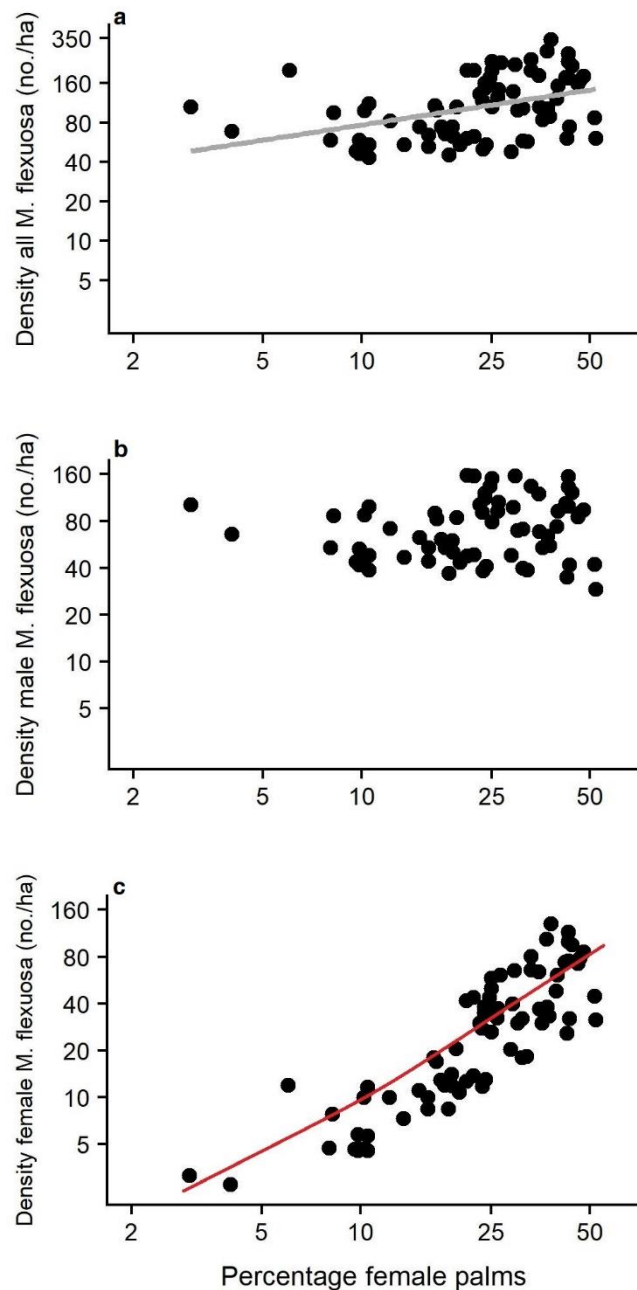 a
Density all M. flexuosa (no./ha)
350
160
80
40
20
10
5
2 5 10 25 50
b
Density male M. flexuosa (no./ha)
160
80
40
20
10
5
2 5 10 25 50
c
Density female M. flexuosa (no./ha)
160
80
40
20
10
5
2 5 10 25 50
Percentage female palms